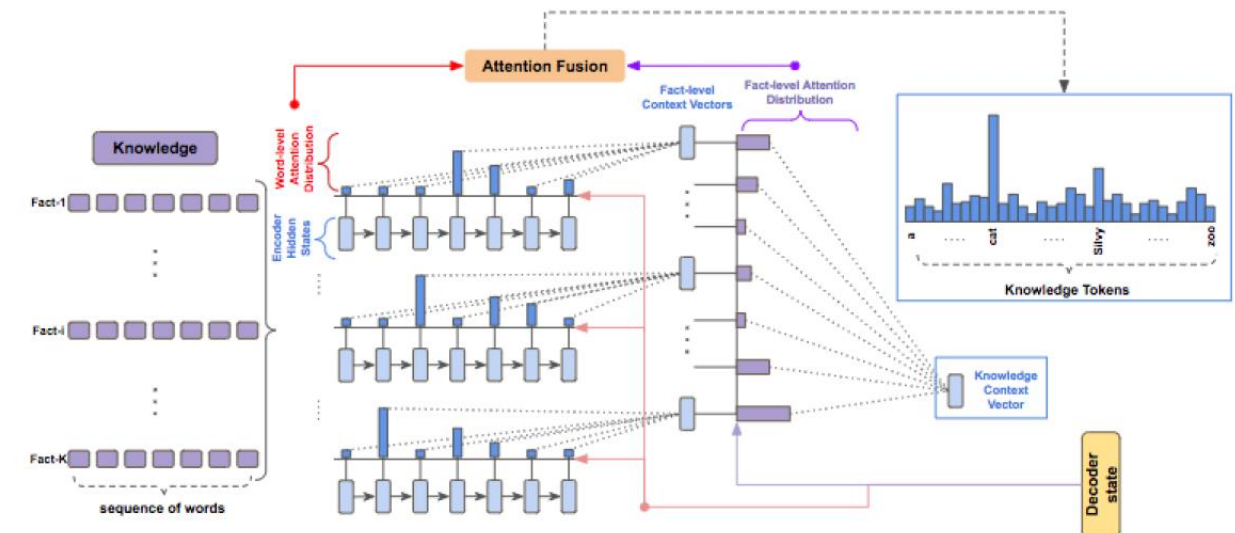 Attention Fusion
Fact-level
Context Vectors
Fact-level Attention
Distribution
Knowledge
Word-level
Attention
Distribution
Fact-1
Encoder
Hidden
States
a
....
cat
....
Silvy
....
zoo
Knowledge Tokens
Fact-i
Knowledge
Context
Vector
Fact-K
sequence of words
Decoder
state